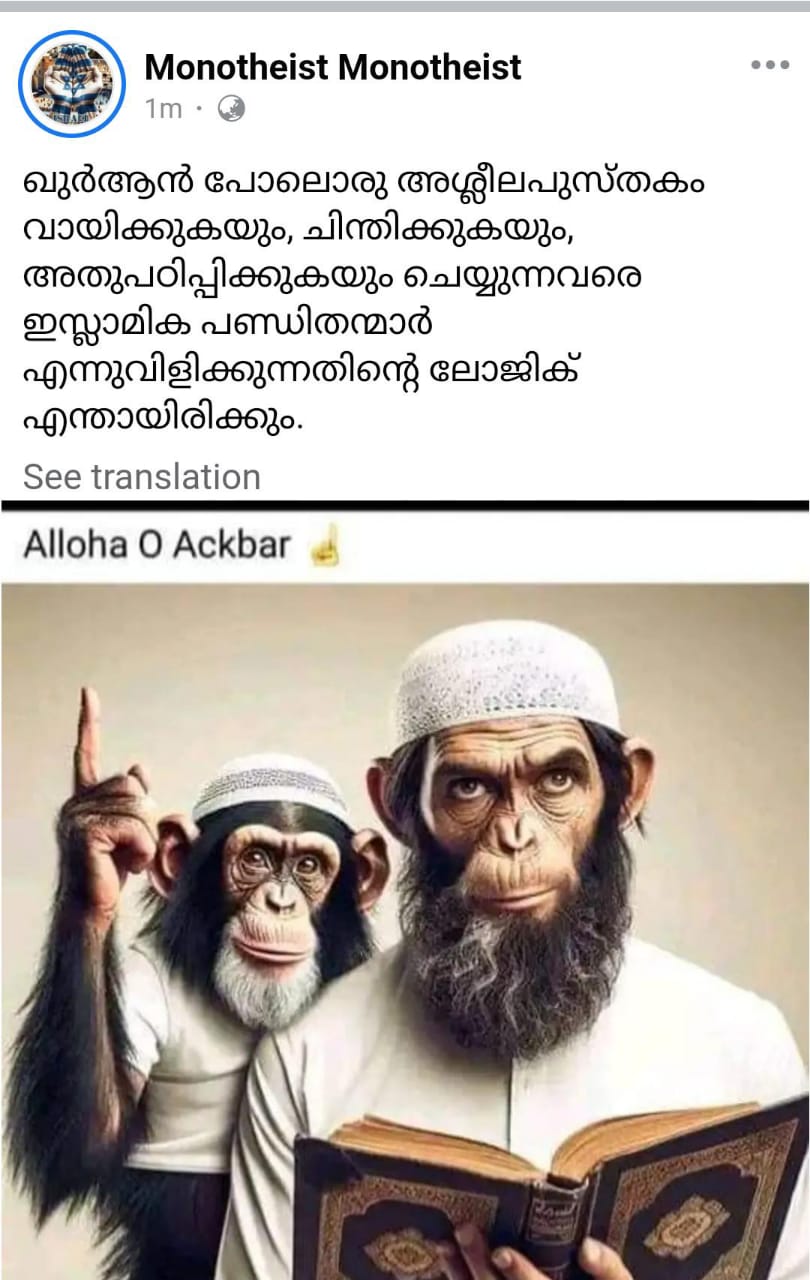 Monotheist Monotheist
1m ·
ഖുർആൻ പോലൊരു അശ്ലീലപുസ്തകം
വായിക്കുകയും, ചിന്തിക്കുകയും,
അതുപഠിപ്പിക്കുകയും ചെയ്യുന്നവരെ
ഇസ്ലാമിക പണ്ഡിതന്മാർ
എന്നുവിളിക്കുന്നതിന്റെ ലോജിക്
എന്തായിരിക്കും.
See translation
Alloha O Ackbar ☝